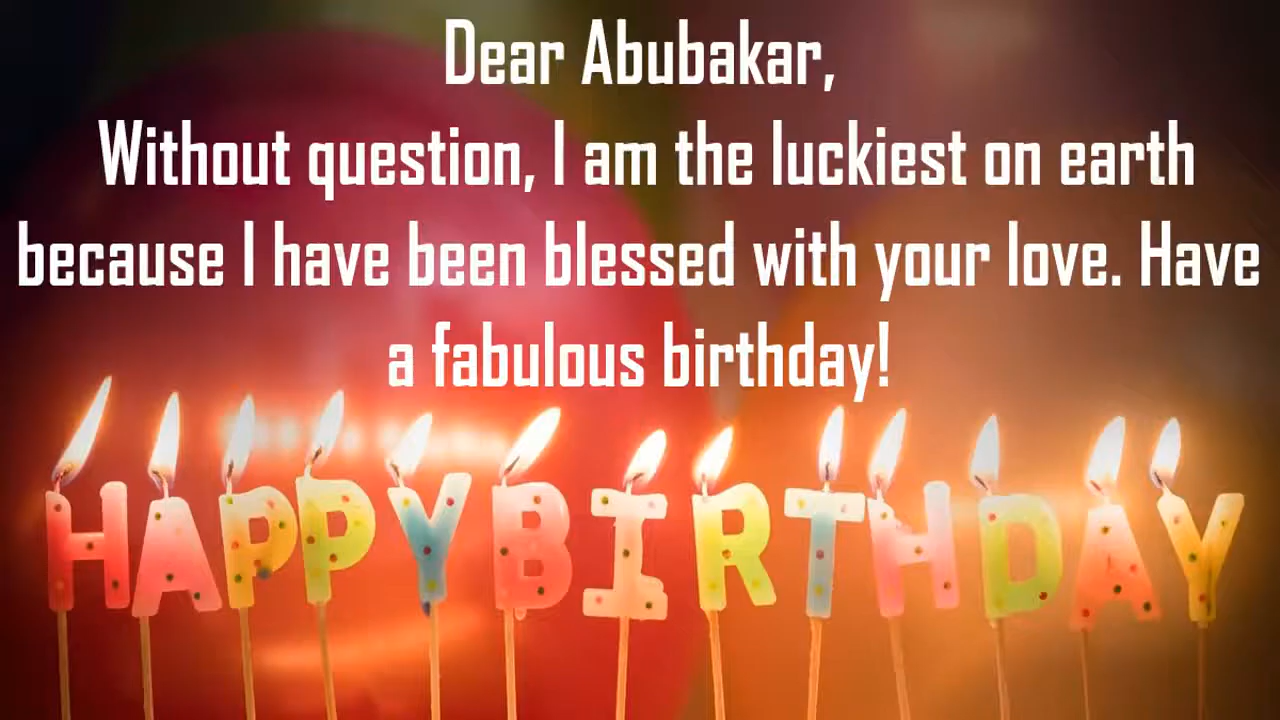 Dear Abubakar,
Without question, I am the luckiest on earth
because I have been blessed with your love. Have
a fabulous birthday!
HAPPY BIRTHDAY